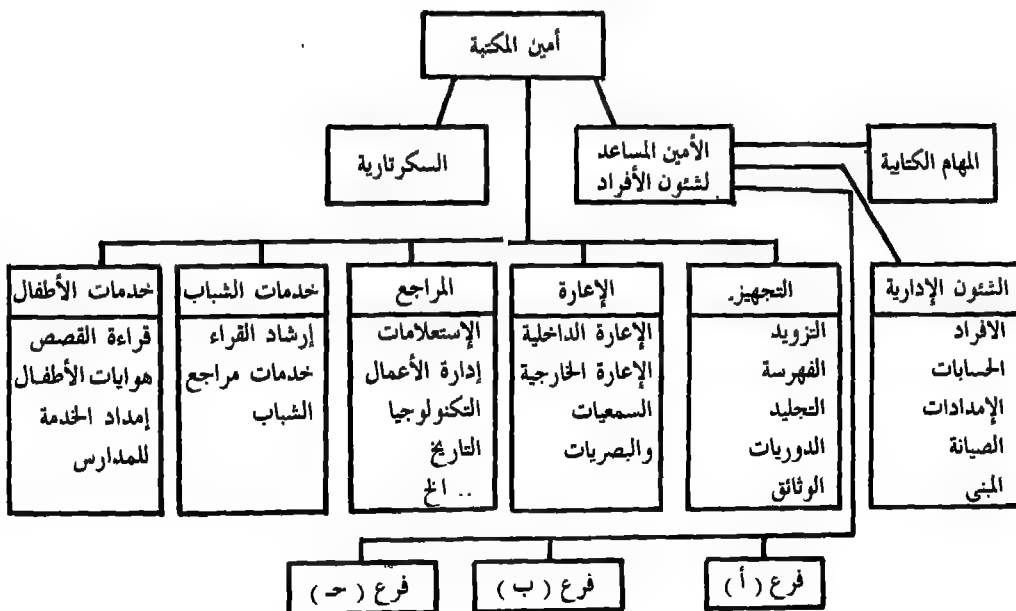 أمين المكتبة
الأمين المساعد
لشئون الأفراد
السكرتارية
المهام الكتابية
الشئون الإدارية
الافراد
الحسابات
الإمدادات
الصيانة
المبنى
التجهيز
التزويد
الفهرسة
التجليد
الدوريات
الوثائق
الإعارة
الإعارة الداخلية
الإعارة الخارجية
السمعيات
والبصريات
المراجع
الإستعلامات
إدارة الأعمال
التكنولوجيا
التاريخ
.. الخ
خدمات الشباب
إرشاد القراء
خدمات مراجع
الشباب
خدمات الأطفال
قراءة القصص
هوايات الأطفال
إمداد الخدمة
للمدارس
فرع ( أ )
فرع ( ب )
فرع ( حـ )